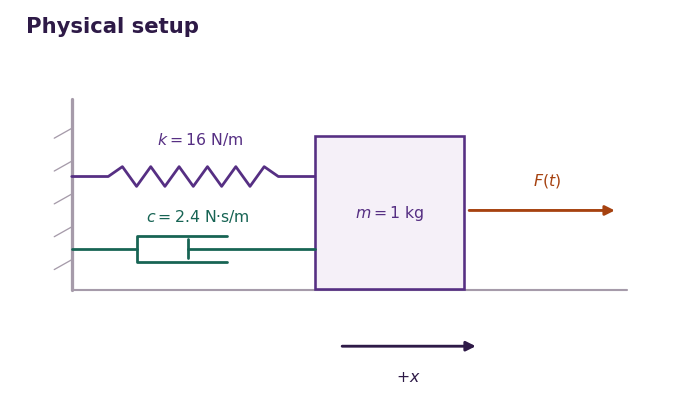 Physical setup
k = 16 N/m
c = 2.4 N·s/m
m = 1 kg
F(t)
+x